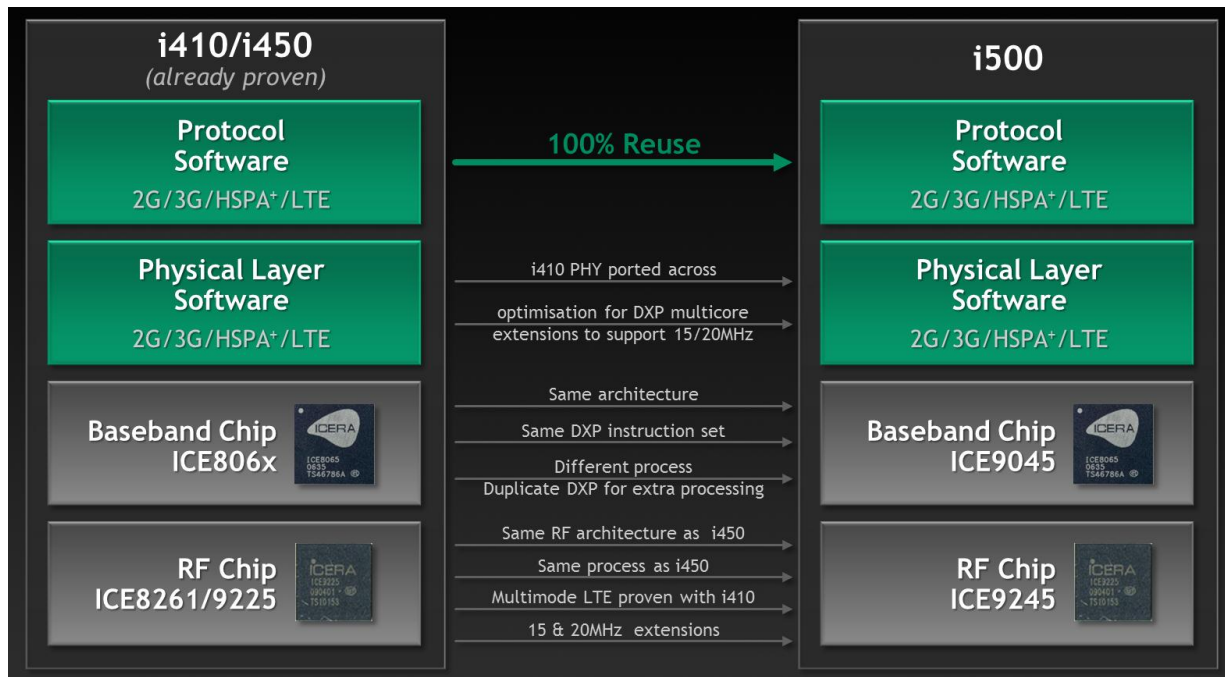 i410/i450
(already proven)
Protocol
Software
2G/3G/HSPA⁺/LTE
Physical Layer
Software
2G/3G/HSPA⁺/LTE
Baseband Chip
ICE806x
ICERA
ICE8065
0635
TS46786A
RF Chip
ICE8261/9225
ICERA
ICE9225
090401
TS10153
100% Reuse
i410 PHY ported across
optimisation for DXP multicore
extensions to support 15/20MHz
Same architecture
Same DXP instruction set
Different process
Duplicate DXP for extra processing
Same RF architecture as i450
Same process as i450
Multimode LTE proven with i410
15 & 20MHz extensions
i500
Protocol
Software
2G/3G/HSPA⁺/LTE
Physical Layer
Software
2G/3G/HSPA⁺/LTE
Baseband Chip
ICE9045
ICERA
ICE8065
0635
TS46786A
RF Chip
ICE9245
ICERA
ICE9225
090401
TS10153